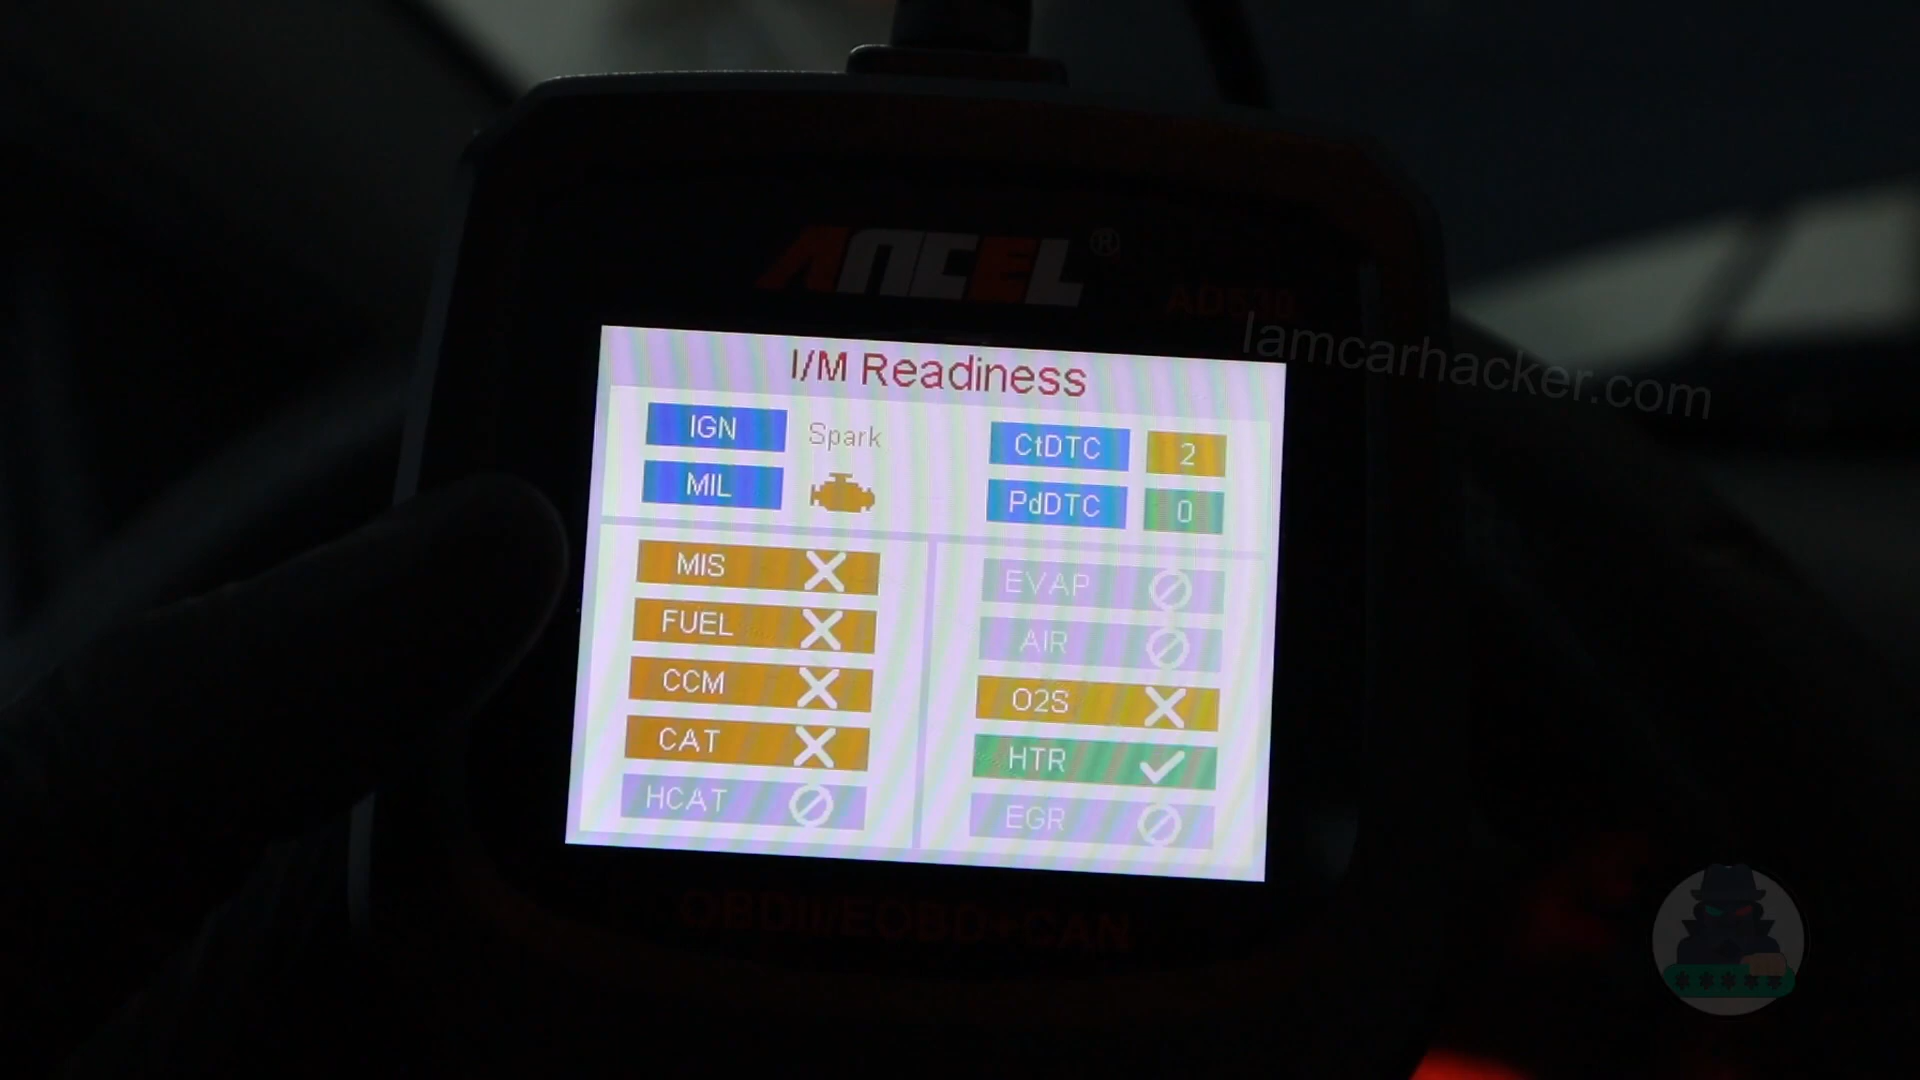 ANCEL®
Iamcarhacker.com
I/M Readiness
IGN Spark CtDTC 2
MIL PdDTC 0
MIS EVAP
FUEL AIR
CCM O2S
CAT HTR
HCAT EGR
OBDII/EOBD+CAN
*****